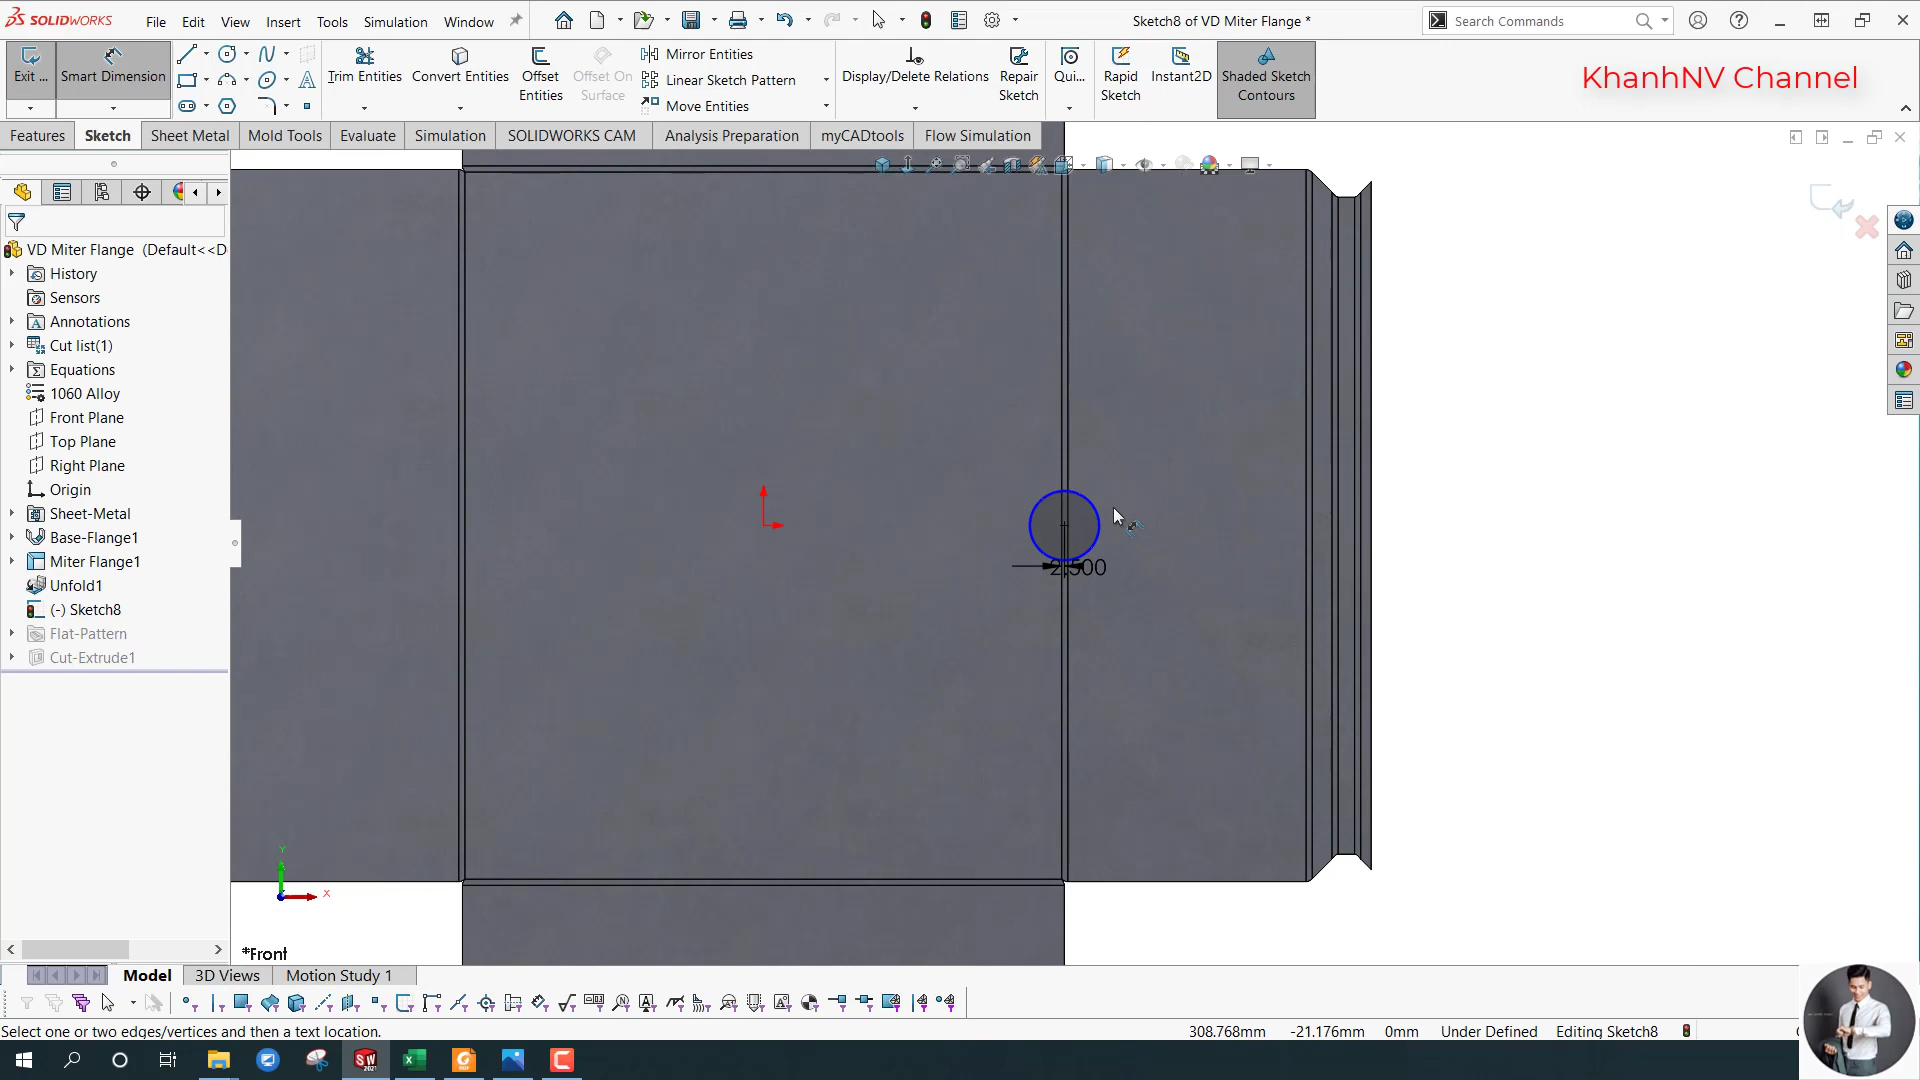 SOLIDWORKS File Edit View Insert Tools Simulation Window Sketch8 of VD Miter Flange * Search Commands
Exit ... Smart Dimension Trim Entities Convert Entities Offset Entities Offset On Surface Mirror Entities Linear Sketch Pattern Move Entities Display/Delete Relations Repair Sketch Qui... Rapid Sketch Instant2D Shaded Sketch Contours
KhanhNV Channel
Features Sketch Sheet Metal Mold Tools Evaluate Simulation SOLIDWORKS CAM Analysis Preparation myCADtools Flow Simulation
VD Miter Flange (Default<<D
History
Sensors
Annotations
Cut list(1)
Equations
1060 Alloy
Front Plane
Top Plane
Right Plane
Origin
Sheet-Metal
Base-Flange1
Miter Flange1
Unfold1
(-) Sketch8
Flat-Pattern
Cut-Extrude1
2.500
Y
X
*Front
Model 3D Views Motion Study 1
Select one or two edges/vertices and then a text location. 308.768mm -21.176mm 0mm Under Defined Editing Sketch8